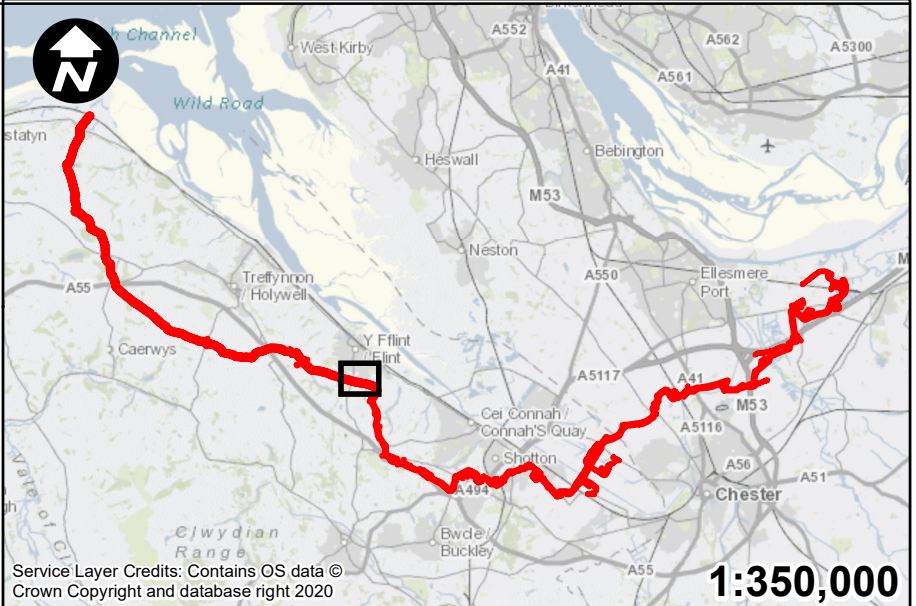 A552
A562
h Channel
A5300
West Kirby
A41
A561
N
Wild Road
statyn
Bebington
Heswall
M53
Neston
Ellesmere
Port
A550
M
Treffynnon
/ Holywell
A55
Y Fflint
/ Flint
Caerwys
A5117
A41
M53
Cei Connah /
Connah'S Quay
A5116
Shotton
A56
A51
A494
Chester
Clwydian
Range
Bwcle /
Buckley
A55
Service Layer Credits: Contains OS data ©
Crown Copyright and database right 2020
1:350,000